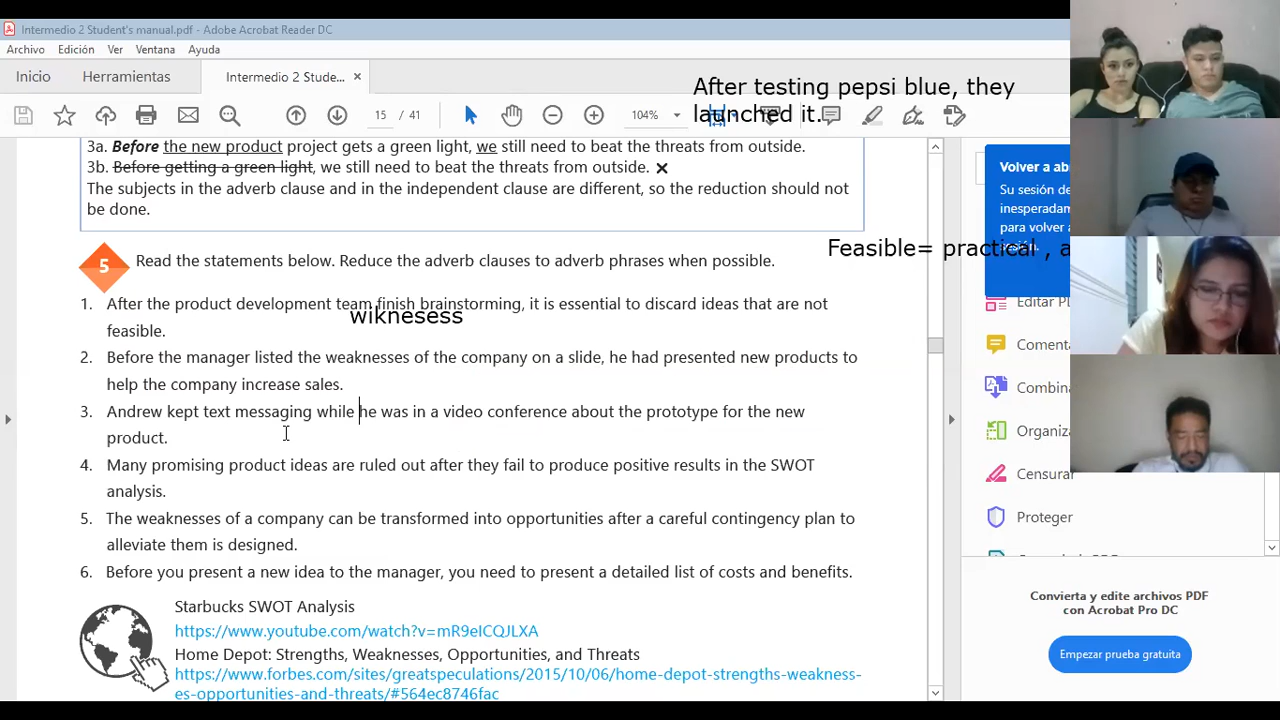 Intermedio 2 Student's manual.pdf - Adobe Acrobat Reader DC
Archivo Edición Ver Ventana Ayuda
Inicio Herramientas Intermedio 2 Stude... ×
15 / 41 104%
After testing pepsi blue, they
launched it.
3a. Before the new product project gets a green light, we still need to beat the threats from outside.
3b. Before getting a green light, we still need to beat the threats from outside. ✕
The subjects in the adverb clause and in the independent clause are different, so the reduction should not
be done.
Volver a ab
Su sesión de
inesperadam
para volver a
sesión.
Feasible= practical , a
5 Read the statements below. Reduce the adverb clauses to adverb phrases when possible.
1. After the product development team finish brainstorming, it is essential to discard ideas that are not
feasible.
wiknesess
2. Before the manager listed the weaknesses of the company on a slide, he had presented new products to
help the company increase sales.
3. Andrew kept text messaging while he was in a video conference about the prototype for the new
product.
4. Many promising product ideas are ruled out after they fail to produce positive results in the SWOT
analysis.
5. The weaknesses of a company can be transformed into opportunities after a careful contingency plan to
alleviate them is designed.
6. Before you present a new idea to the manager, you need to present a detailed list of costs and benefits.
Starbucks SWOT Analysis
https://www.youtube.com/watch?v=mR9eICQJLXA
Home Depot: Strengths, Weaknesses, Opportunities, and Threats
https://www.forbes.com/sites/greatspeculations/2015/10/06/home-depot-strengths-weakness-
es-opportunities-and-threats/#564ec8746fac
Editar PD
Comenta
Combina
Organiza
Censurar
Proteger
Convierta y edite archivos PDF
con Acrobat Pro DC
Empezar prueba gratuita